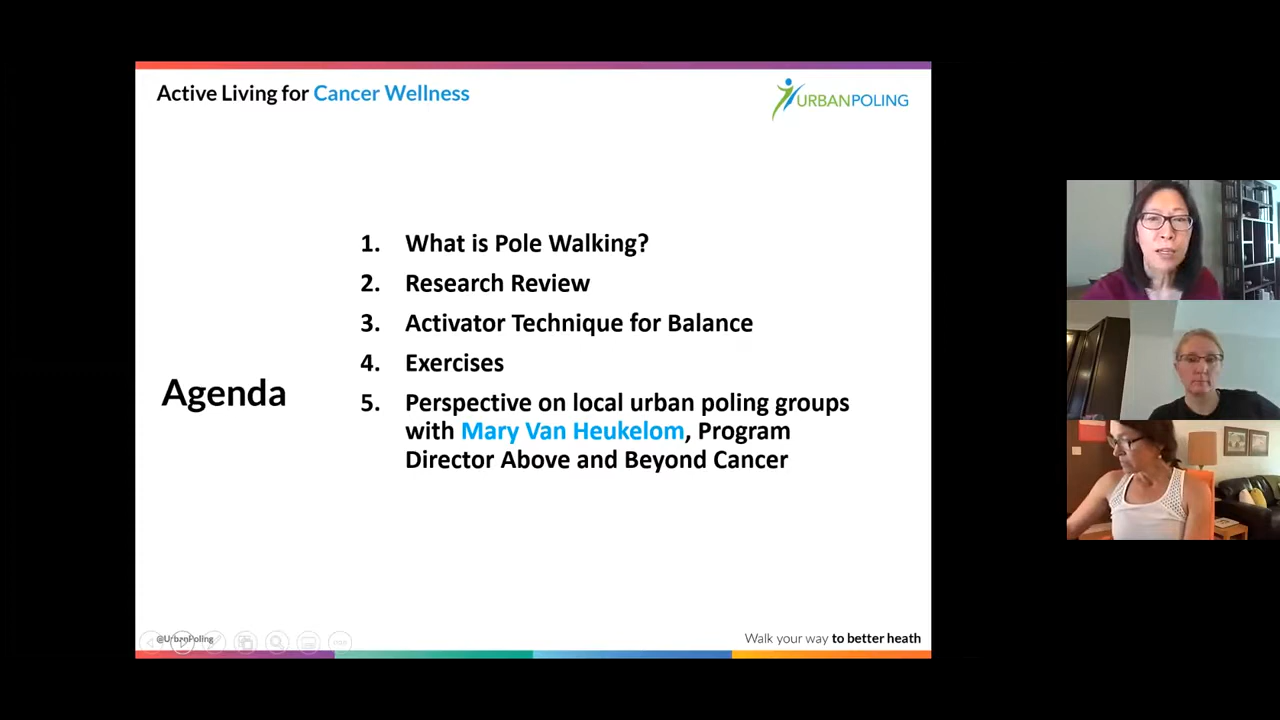 Active Living for Cancer Wellness
URBANPOLING
Agenda
1. What is Pole Walking?
2. Research Review
3. Activator Technique for Balance
4. Exercises
5. Perspective on local urban poling groups
with Mary Van Heukelom, Program
Director Above and Beyond Cancer
@UrbanPoling
Walk your way to better heath